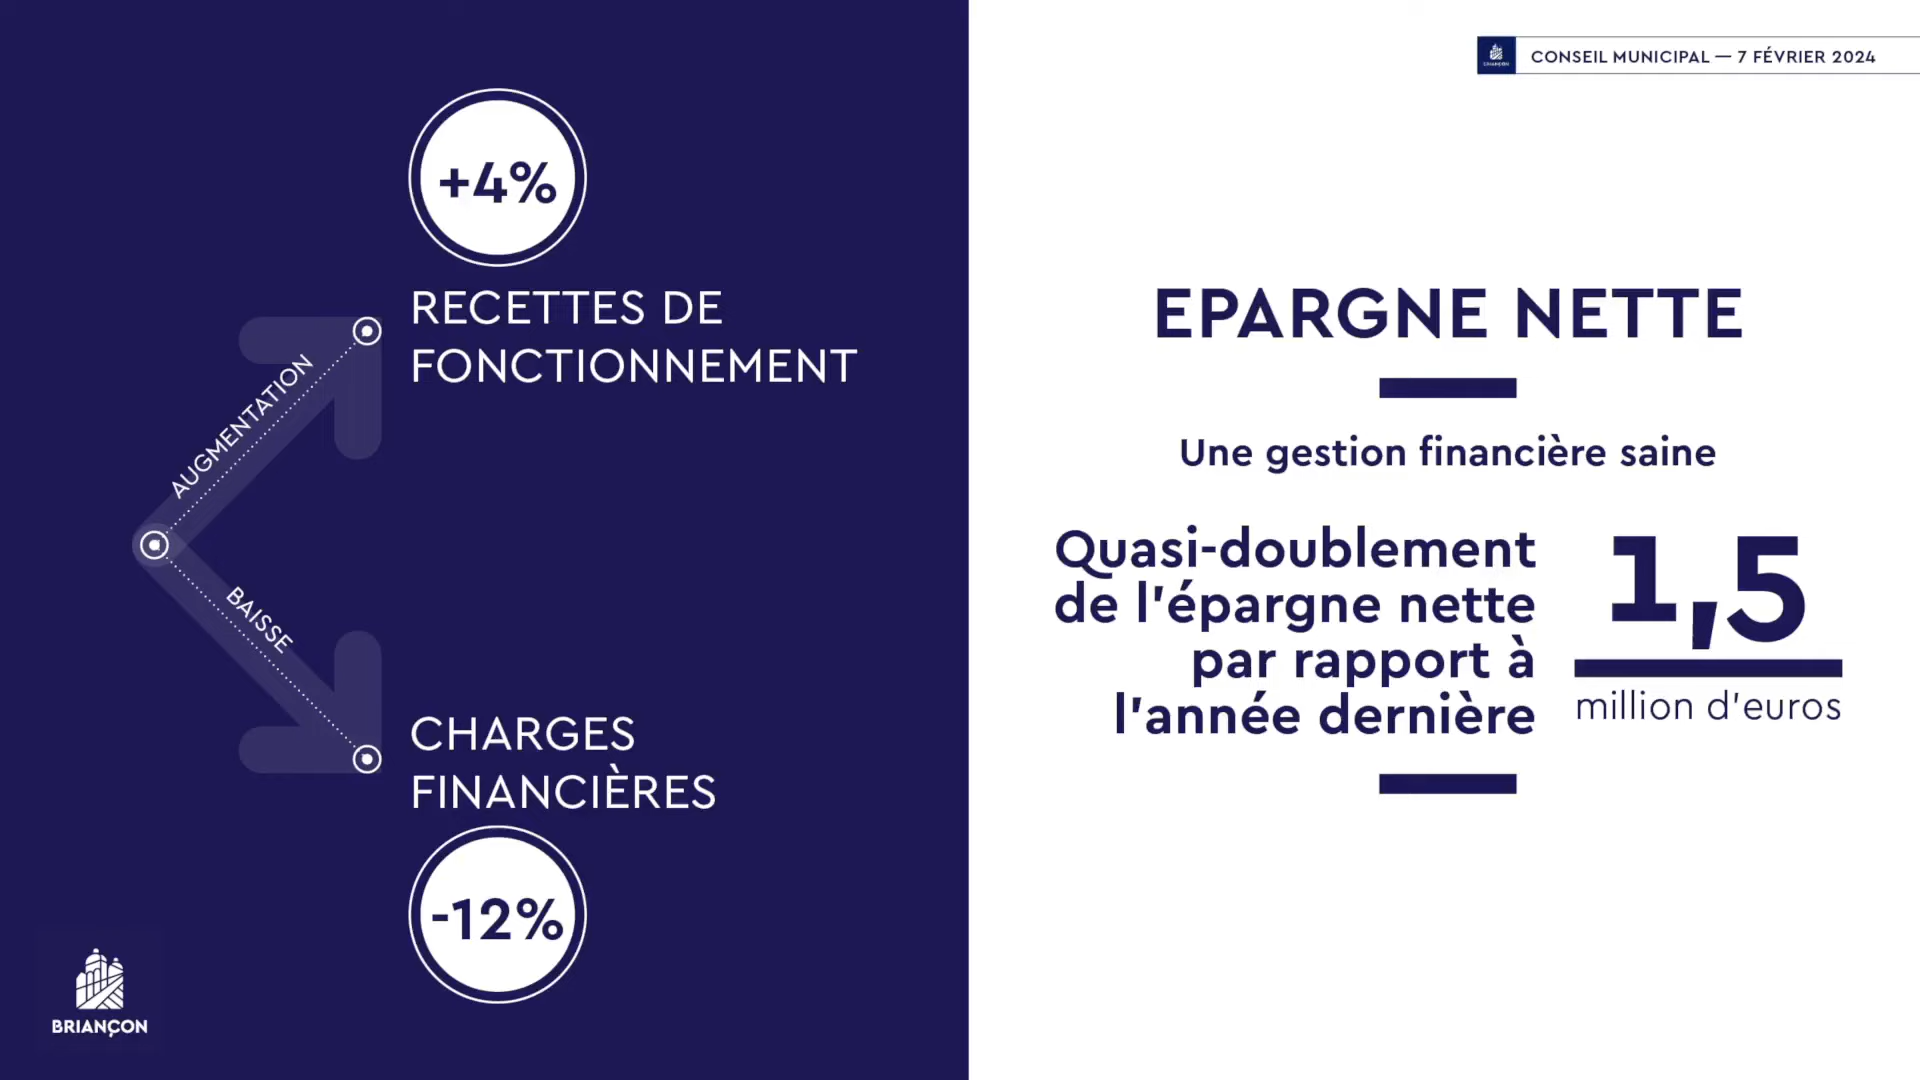 CONSEIL MUNICIPAL — 7 FÉVRIER 2024
BRIANÇON
+4%
RECETTES DE
FONCTIONNEMENT
AUGMENTATION
BAISSE
CHARGES
FINANCIÈRES
-12%
BRIANÇON
EPARGNE NETTE
Une gestion financière saine
Quasi-doublement
de l'épargne nette
par rapport à
l'année dernière
1,5
million d'euros